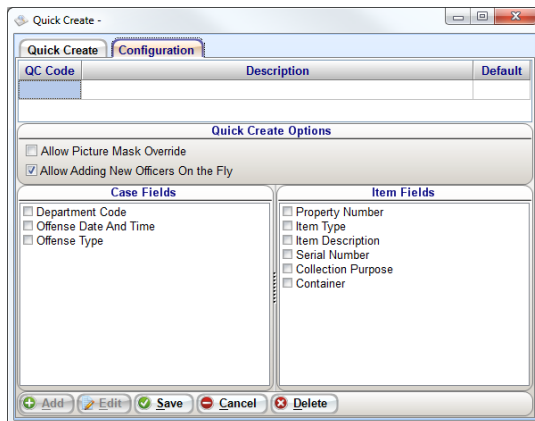 Quick Create -
Quick Create Configuration
QC Code Description Default
Quick Create Options
Allow Picture Mask Override
Allow Adding New Officers On the Fly
Case Fields
Department Code
Offense Date And Time
Offense Type
Item Fields
Property Number
Item Type
Item Description
Serial Number
Collection Purpose
Container
Add Edit Save Cancel Delete